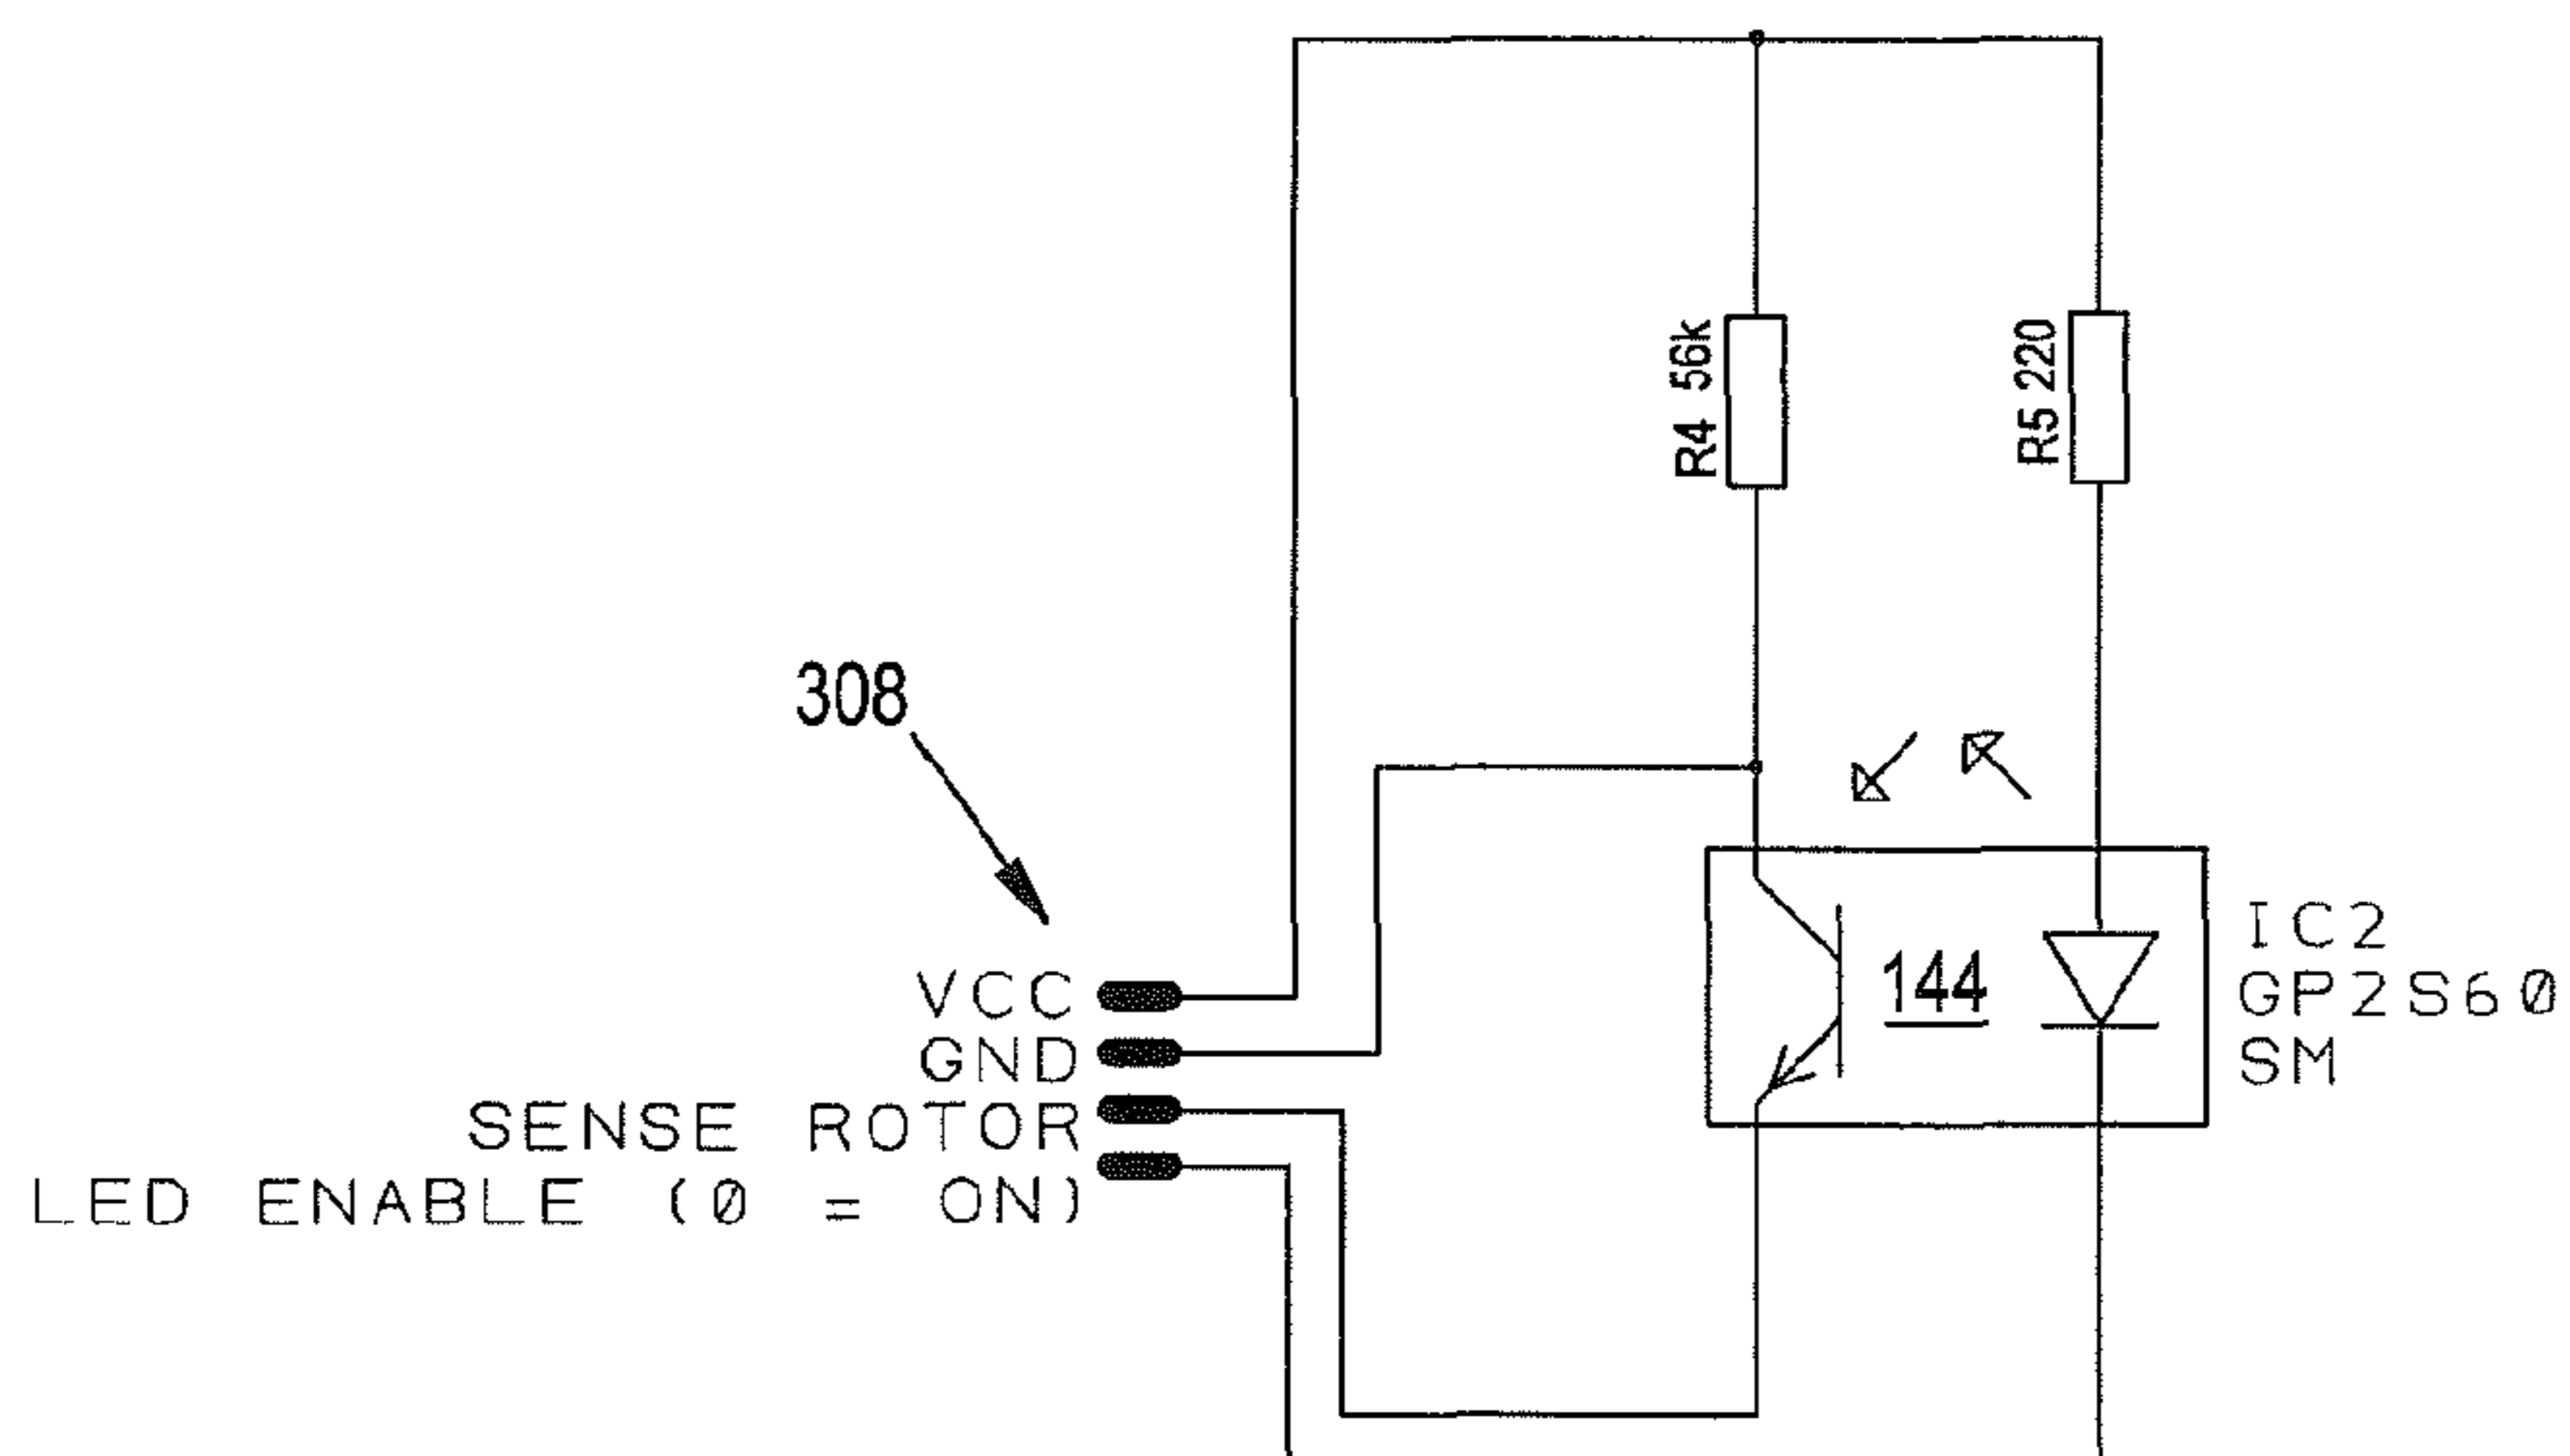 R4 56k
R5 220
308
VCC
GND
SENSE ROTOR
LED ENABLE (0 = ON)
144
IC2
GP2S60
SM